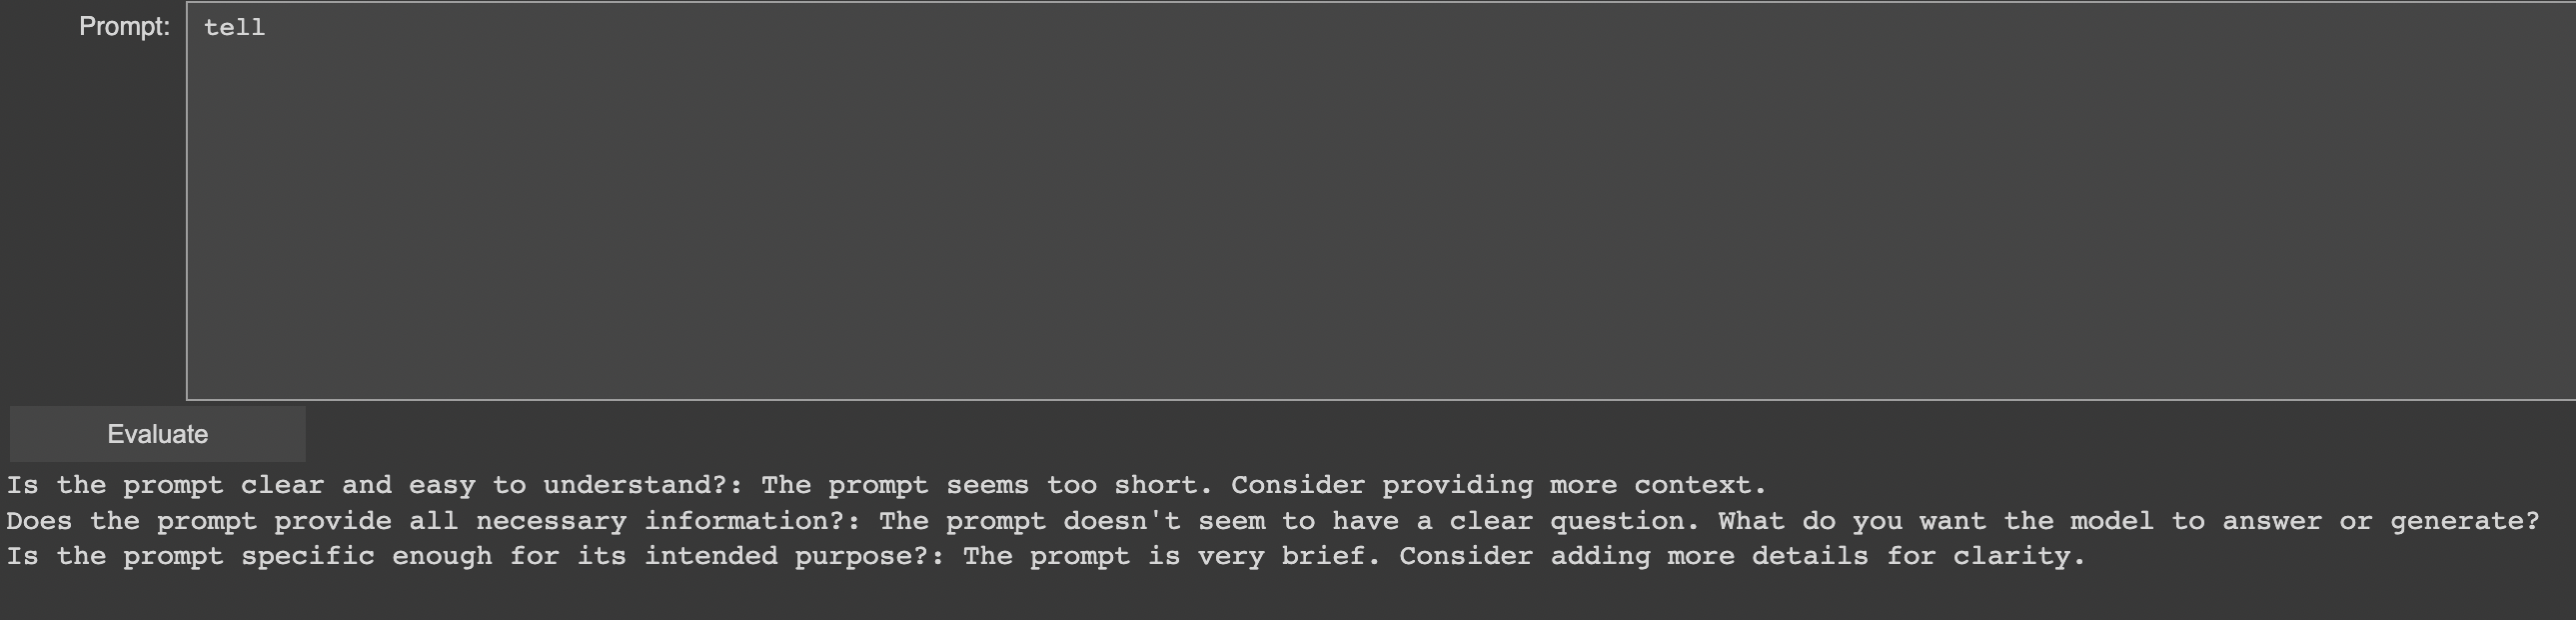 Prompt: tell
Evaluate
Is the prompt clear and easy to understand?: The prompt seems too short. Consider providing more context.
Does the prompt provide all necessary information?: The prompt doesn't seem to have a clear question. What do you want the model to answer or generate?
Is the prompt specific enough for its intended purpose?: The prompt is very brief. Consider adding more details for clarity.